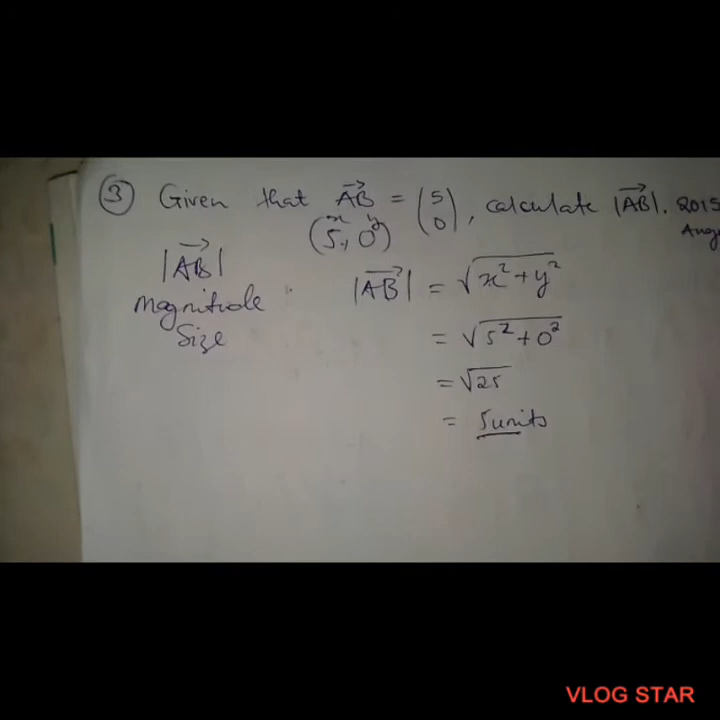 ③ Given that AB⃗ = (5 0), calculate |AB⃗|. 2015
x y
(5, 0)
|AB⃗|
Magnitude
Size
|AB⃗| = √x²+y²
= √5²+0²
= √25
= 5units
VLOG STAR